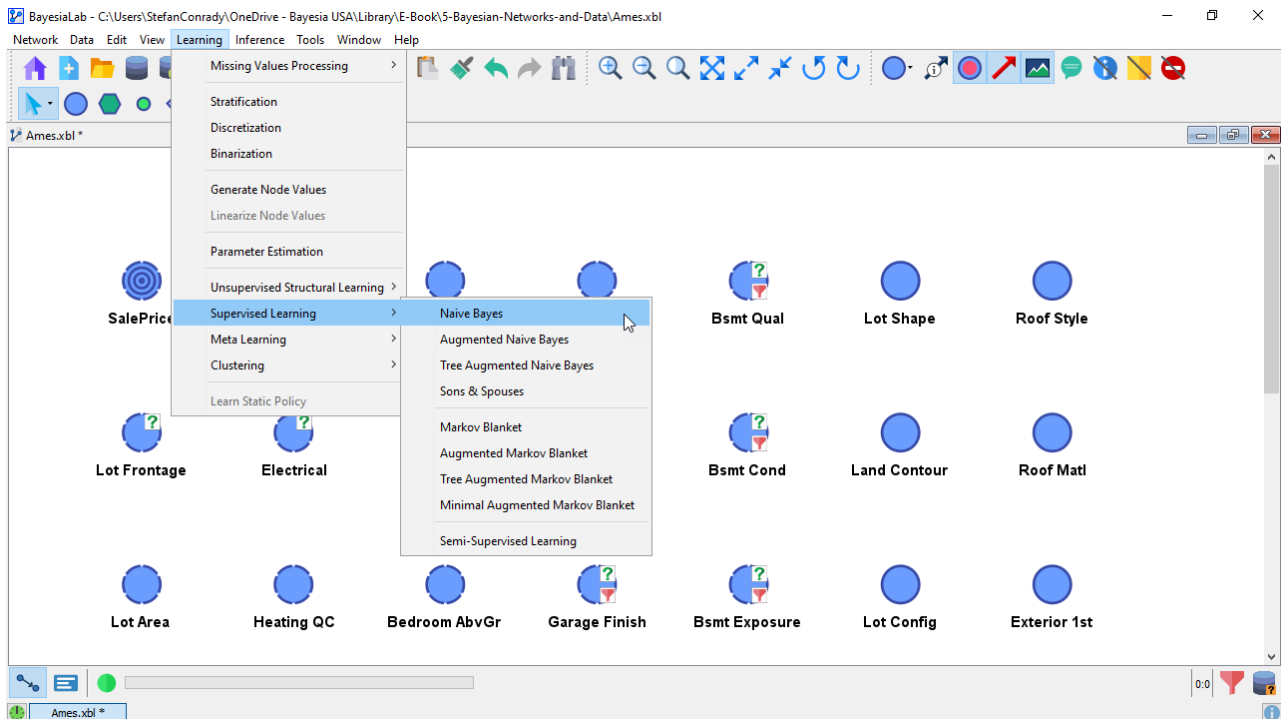 BayesiaLab - C:\Users\StefanConrady\OneDrive - Bayesia USA\Library\E-Book\5-Bayesian-Networks-and-Data\Ames.xbl
Network Data Edit View Learning Inference Tools Window Help
Missing Values Processing
Stratification
Discretization
Binarization
Generate Node Values
Linearize Node Values
Parameter Estimation
Unsupervised Structural Learning
Supervised Learning
Meta Learning
Clustering
Learn Static Policy
Naive Bayes
Augmented Naive Bayes
Tree Augmented Naive Bayes
Sons & Spouses
Markov Blanket
Augmented Markov Blanket
Tree Augmented Markov Blanket
Minimal Augmented Markov Blanket
Semi-Supervised Learning
Ames.xbl *
SalePrice Bsmt Qual Lot Shape Roof Style
Lot Frontage Electrical Bsmt Cond Land Contour Roof Matl
Lot Area Heating QC Bedroom AbvGr Garage Finish Bsmt Exposure Lot Config Exterior 1st
0:0
Ames.xbl *